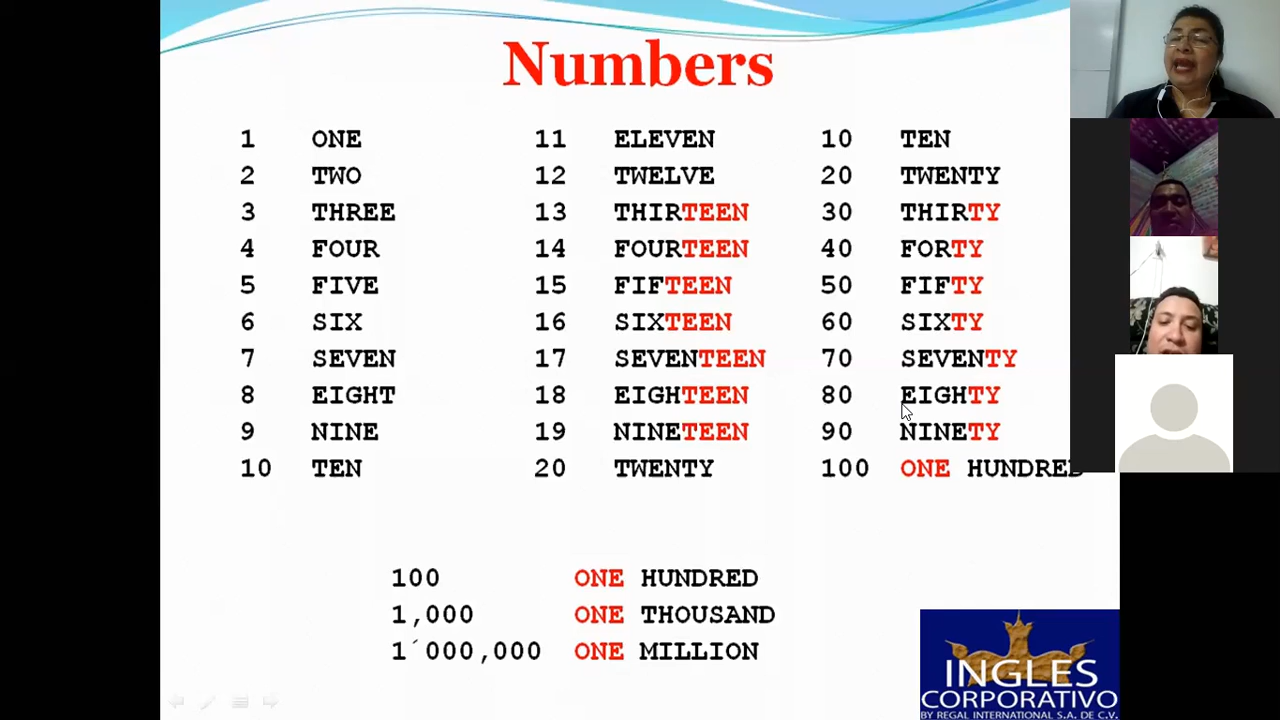 Numbers
1 ONE 11 ELEVEN 10 TEN
2 TWO 12 TWELVE 20 TWENTY
3 THREE 13 THIRTEEN 30 THIRTY
4 FOUR 14 FOURTEEN 40 FORTY
5 FIVE 15 FIFTEEN 50 FIFTY
6 SIX 16 SIXTEEN 60 SIXTY
7 SEVEN 17 SEVENTEEN 70 SEVENTY
8 EIGHT 18 EIGHTEEN 80 EIGHTY
9 NINE 19 NINETEEN 90 NINETY
10 TEN 20 TWENTY 100 ONE HUNDRED
100 ONE HUNDRED
1,000 ONE THOUSAND
1´000,000 ONE MILLION
INGLES
CORPORATIVO
BY REGAL INTERNATIONAL S.A. DE C.V.